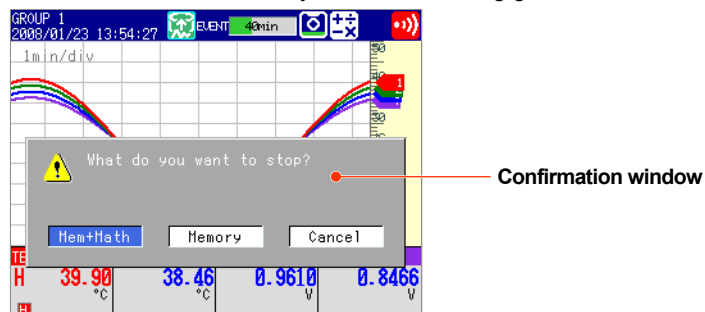 GROUP 1
2008/01/23 13:54:27 EVENT 40min
1min/div
1
What do you want to stop?
Confirmation window
Mem+Math Memory Cancel
H 39.90 38.46 0.9610 0.8466
°C °C V V
H